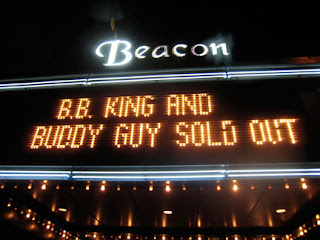 Beacon
B.B. KING AND
BUDDY GUY SOLD OUT